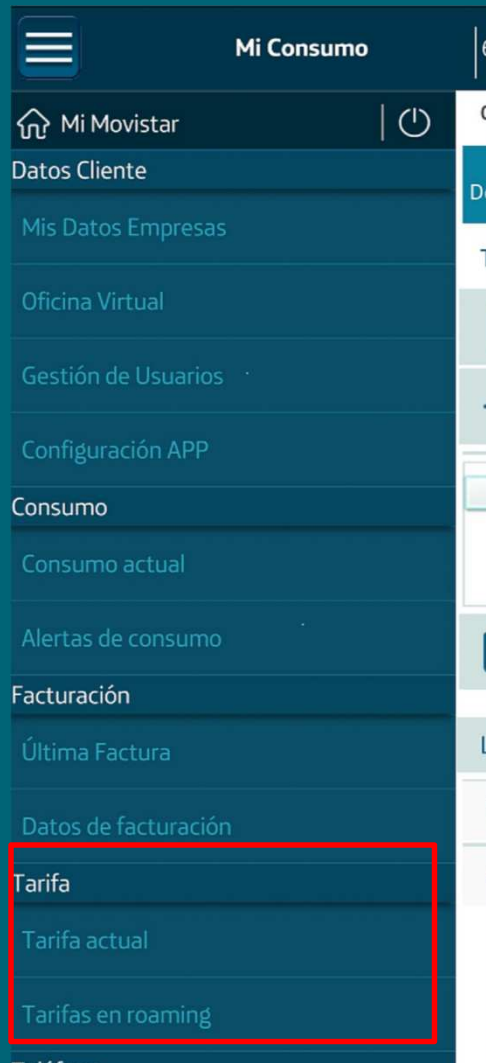 Mi Consumo
Mi Movistar
Datos Cliente
Mis Datos Empresas
Oficina Virtual
Gestión de Usuarios
Configuración APP
Consumo
Consumo actual
Alertas de consumo
Facturación
Última Factura
Datos de facturación
Tarifa
Tarifa actual
Tarifas en roaming